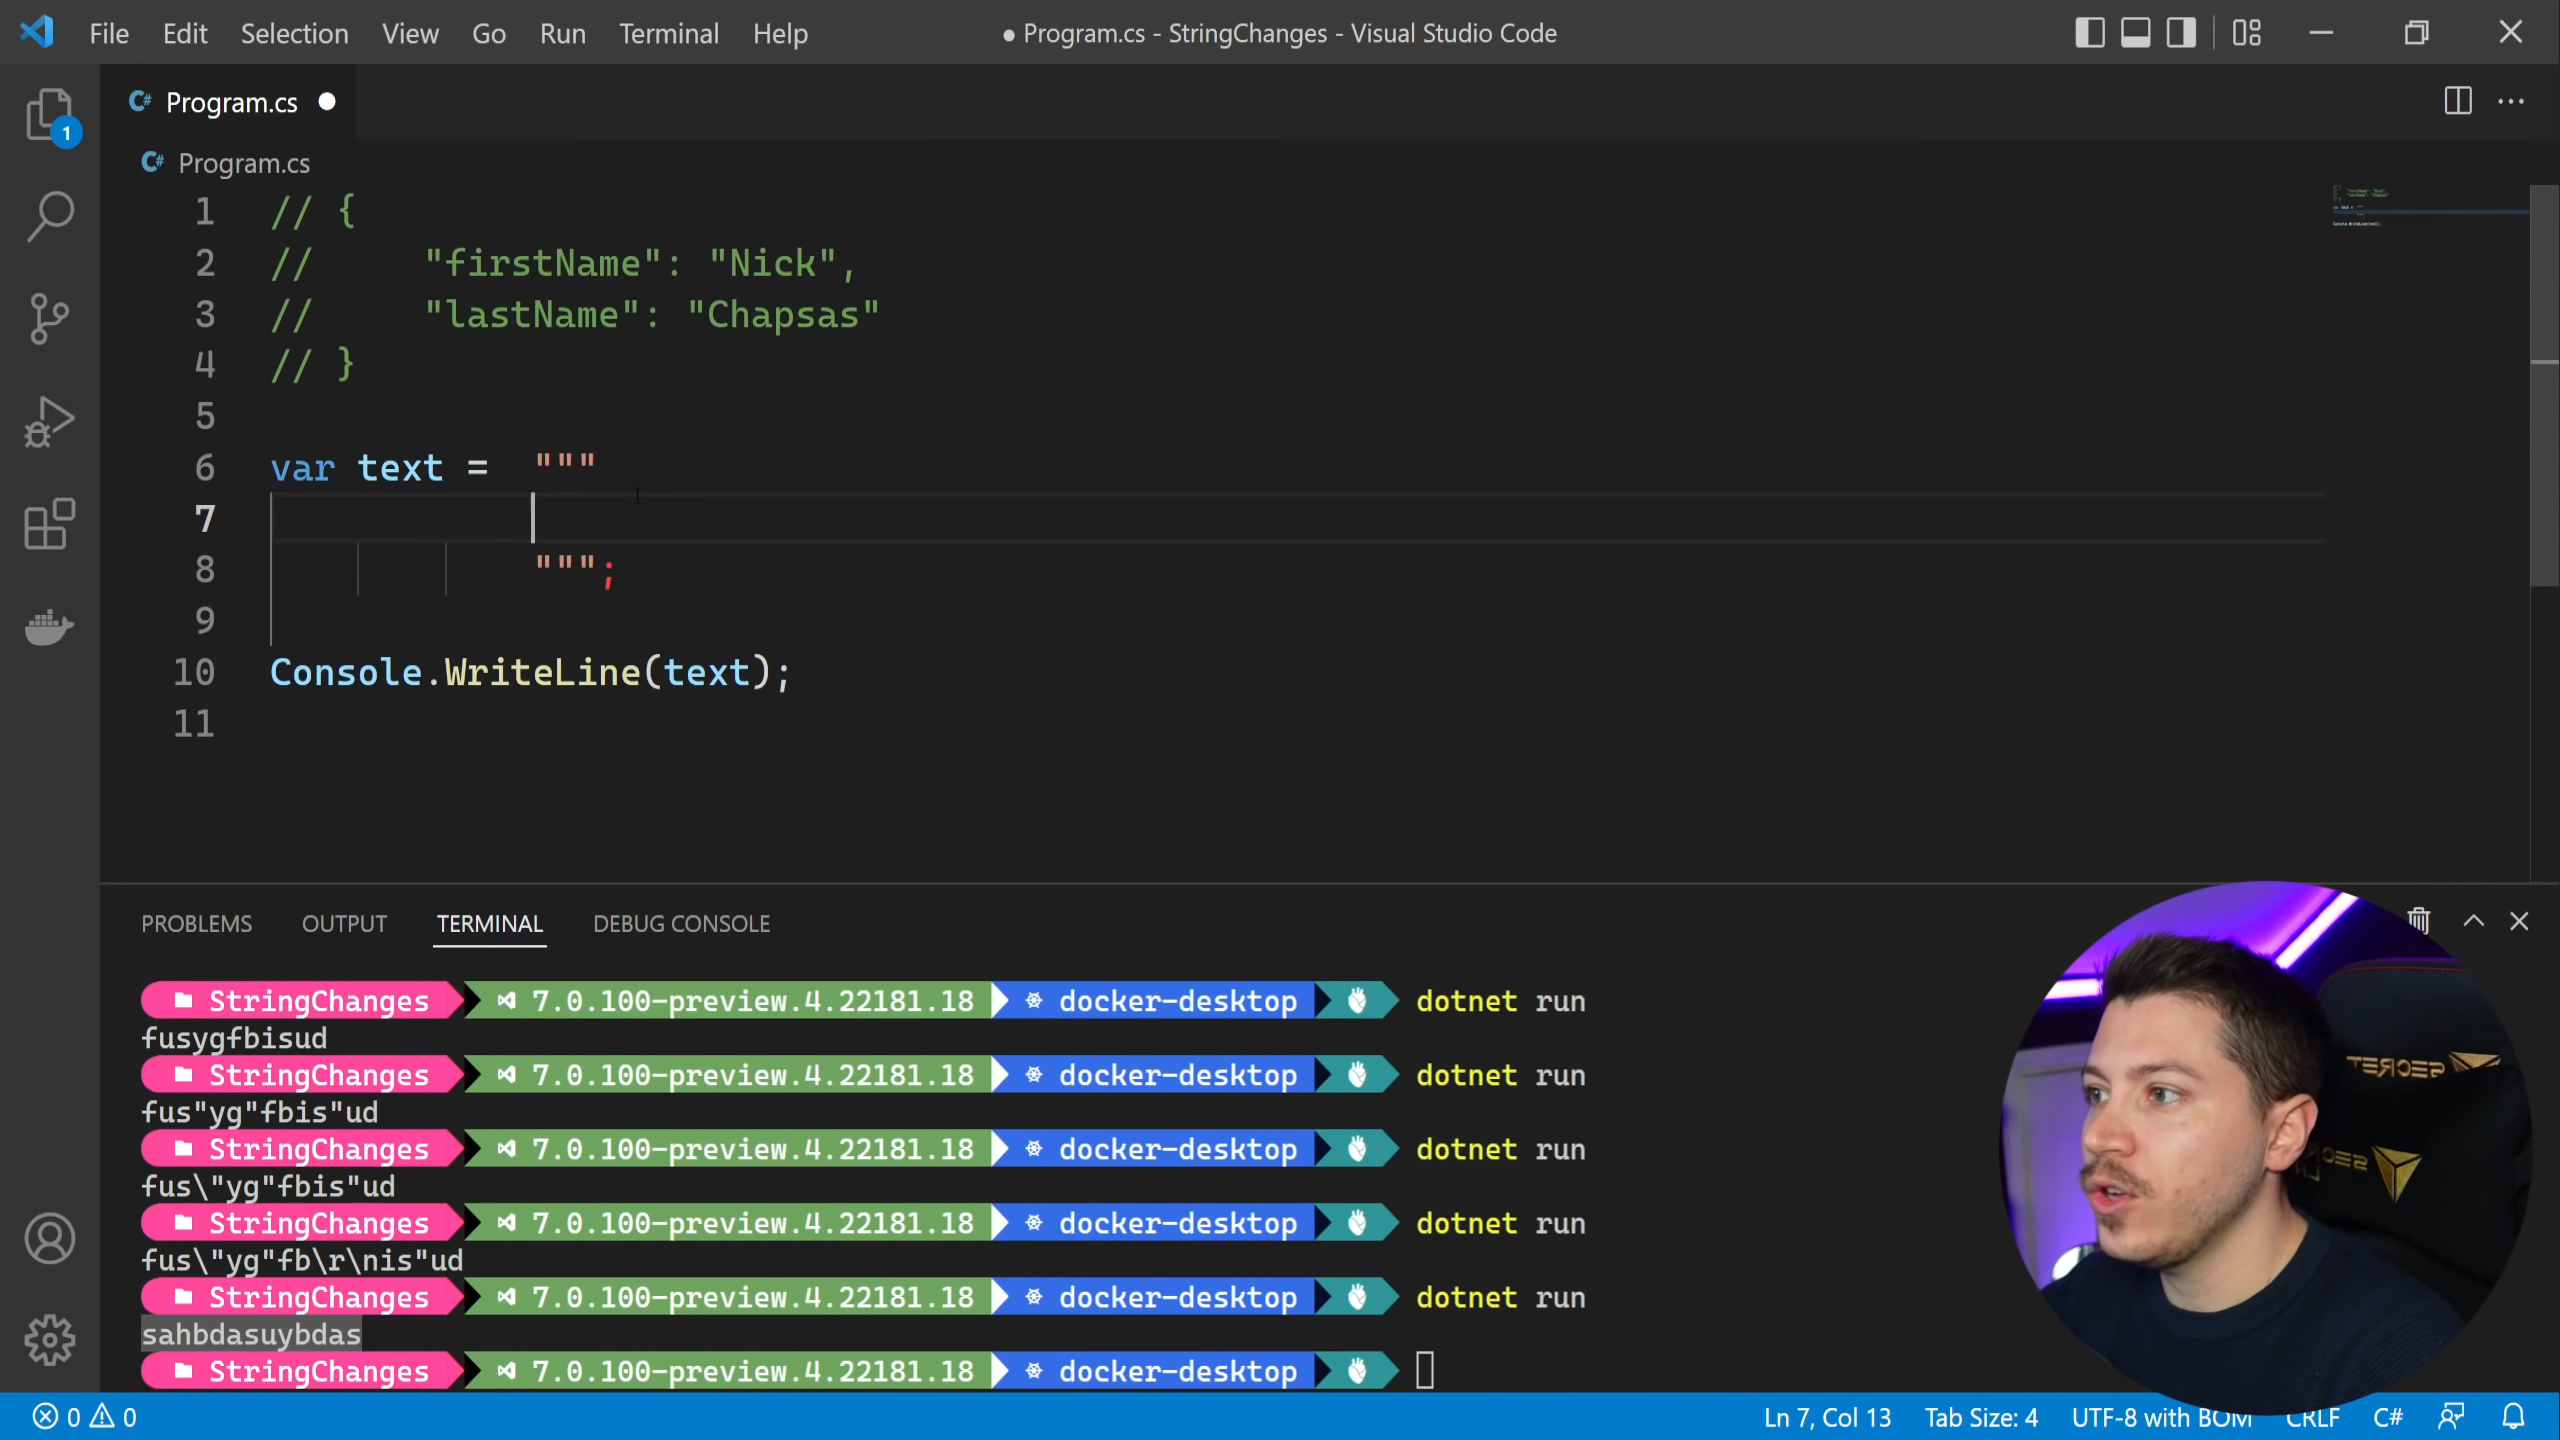 File Edit Selection View Go Run Terminal Help
● Program.cs - StringChanges - Visual Studio Code
C# Program.cs ●
1
C# Program.cs
1 // {
2 //     "firstName": "Nick",
3 //     "lastName": "Chapsas"
4 // }
5
6 var text =  """
7
8             """;
9
10 Console.WriteLine(text);
11
PROBLEMS OUTPUT TERMINAL DEBUG CONSOLE
StringChanges 7.0.100-preview.4.22181.18 docker-desktop dotnet run
fusygfbisud
StringChanges 7.0.100-preview.4.22181.18 docker-desktop dotnet run
fus"yg"fbis"ud
StringChanges 7.0.100-preview.4.22181.18 docker-desktop dotnet run
fus\"yg"fbis"ud
StringChanges 7.0.100-preview.4.22181.18 docker-desktop dotnet run
fus\"yg"fb\r\nis"ud
StringChanges 7.0.100-preview.4.22181.18 docker-desktop dotnet run
sahbdasuybdas
StringChanges 7.0.100-preview.4.22181.18 docker-desktop
SECRET
0 0
Ln 7, Col 13 Tab Size: 4 UTF-8 with BOM CRLF C#